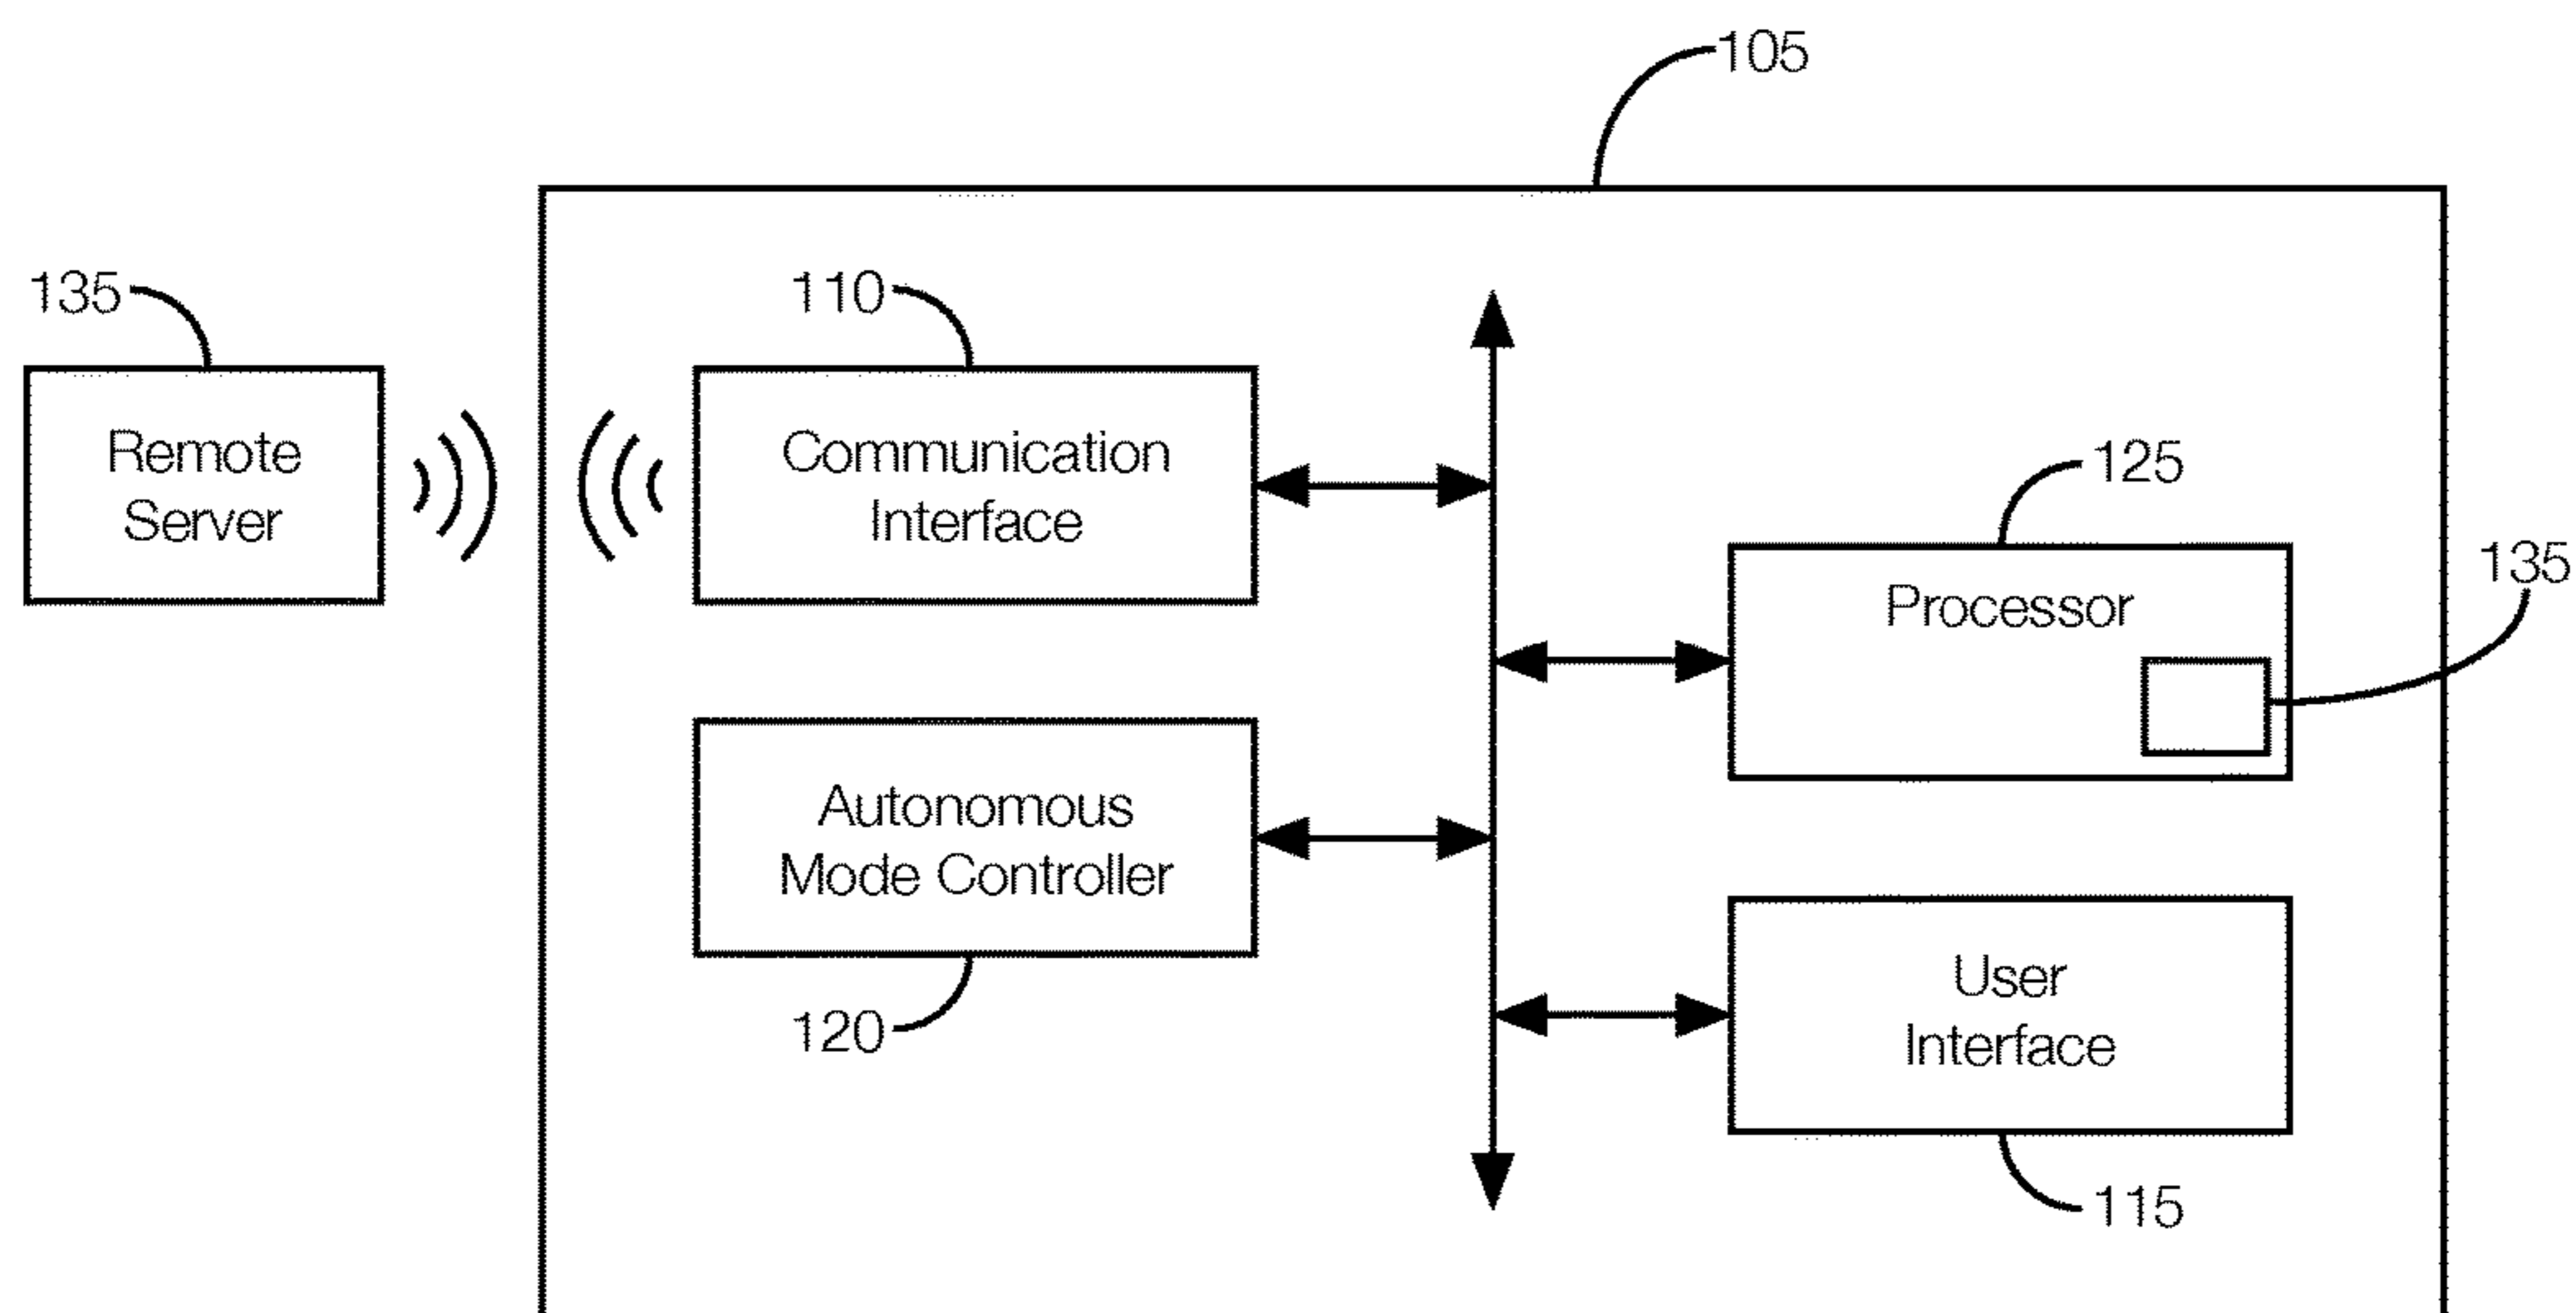 105
135
110
Remote
Server
Communication
Interface
125
135
Processor
Autonomous
Mode Controller
120
User
Interface
115